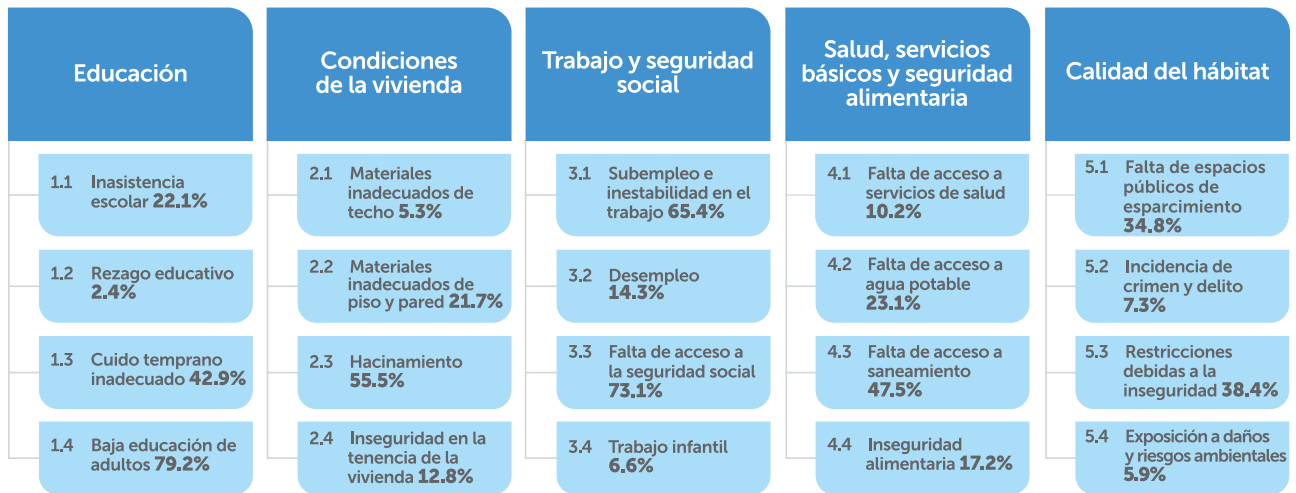 Educación
1.1 Inasistencia
escolar 22.1%
1.2 Rezago educativo
2.4%
1.3 Cuido temprano
inadecuado 42.9%
1.4 Baja educación de
adultos 79.2%
Condiciones
de la vivienda
2.1 Materiales
inadecuados de
techo 5.3%
2.2 Materiales
inadecuados de
piso y pared 21.7%
2.3 Hacinamiento
55.5%
2.4 Inseguridad en la
tenencia de la
vivienda 12.8%
Trabajo y seguridad
social
3.1 Subempleo e
inestabilidad en el
trabajo 65.4%
3.2 Desempleo
14.3%
3.3 Falta de acceso a
la seguridad social
73.1%
3.4 Trabajo infantil
6.6%
Salud, servicios
básicos y seguridad
alimentaria
4.1 Falta de acceso a
servicios de salud
10.2%
4.2 Falta de acceso a
agua potable
23.1%
4.3 Falta de acceso a
saneamiento
47.5%
4.4 Inseguridad
alimentaria 17.2%
Calidad del hábitat
5.1 Falta de espacios
públicos de
esparcimiento
34.8%
5.2 Incidencia de
crimen y delito
7.3%
5.3 Restricciones
debidas a la
inseguridad 38.4%
5.4 Exposición a daños
y riesgos ambientales
5.9%